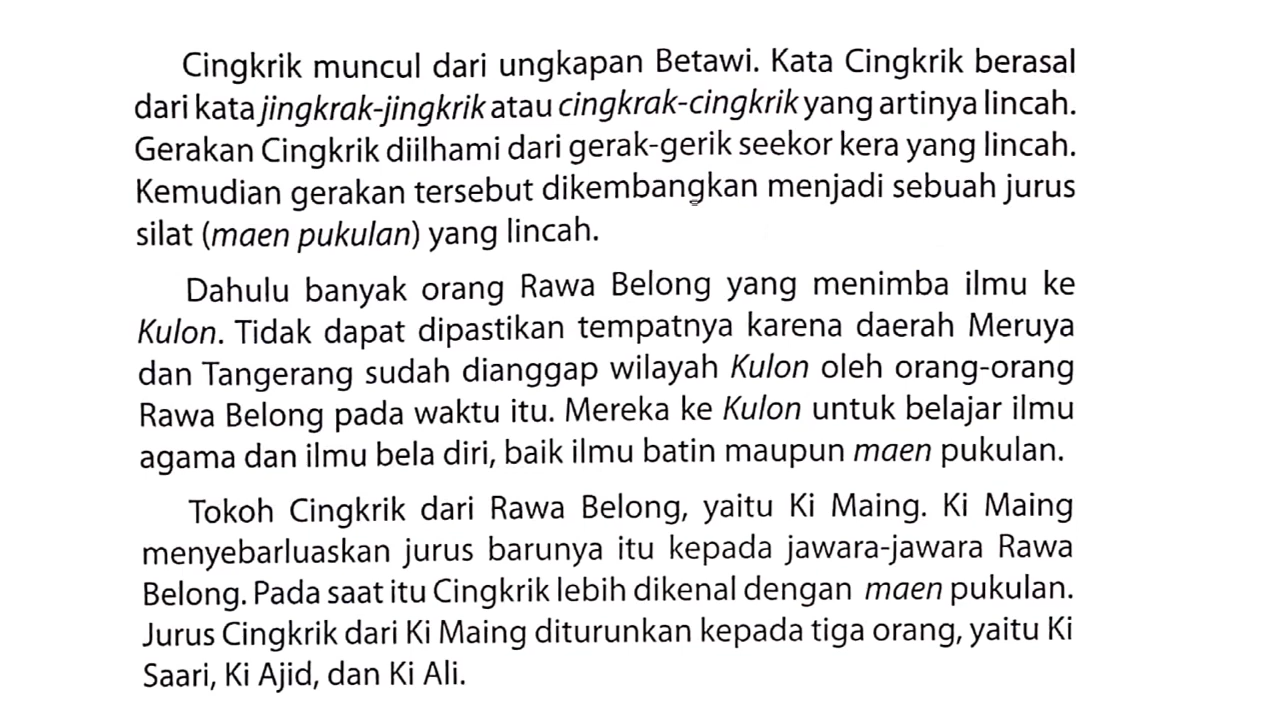 Cingkrik muncul dari ungkapan Betawi. Kata Cingkrik berasal
dari kata jingkrak-jingkrik atau cingkrak-cingkrik yang artinya lincah.
Gerakan Cingkrik diilhami dari gerak-gerik seekor kera yang lincah.
Kemudian gerakan tersebut dikembangkan menjadi sebuah jurus
silat (maen pukulan) yang lincah.
Dahulu banyak orang Rawa Belong yang menimba ilmu ke
Kulon. Tidak dapat dipastikan tempatnya karena daerah Meruya
dan Tangerang sudah dianggap wilayah Kulon oleh orang-orang
Rawa Belong pada waktu itu. Mereka ke Kulon untuk belajar ilmu
agama dan ilmu bela diri, baik ilmu batin maupun maen pukulan.
Tokoh Cingkrik dari Rawa Belong, yaitu Ki Maing. Ki Maing
menyebarluaskan jurus barunya itu kepada jawara-jawara Rawa
Belong. Pada saat itu Cingkrik lebih dikenal dengan maen pukulan.
Jurus Cingkrik dari Ki Maing diturunkan kepada tiga orang, yaitu Ki
Saari, Ki Ajid, dan Ki Ali.